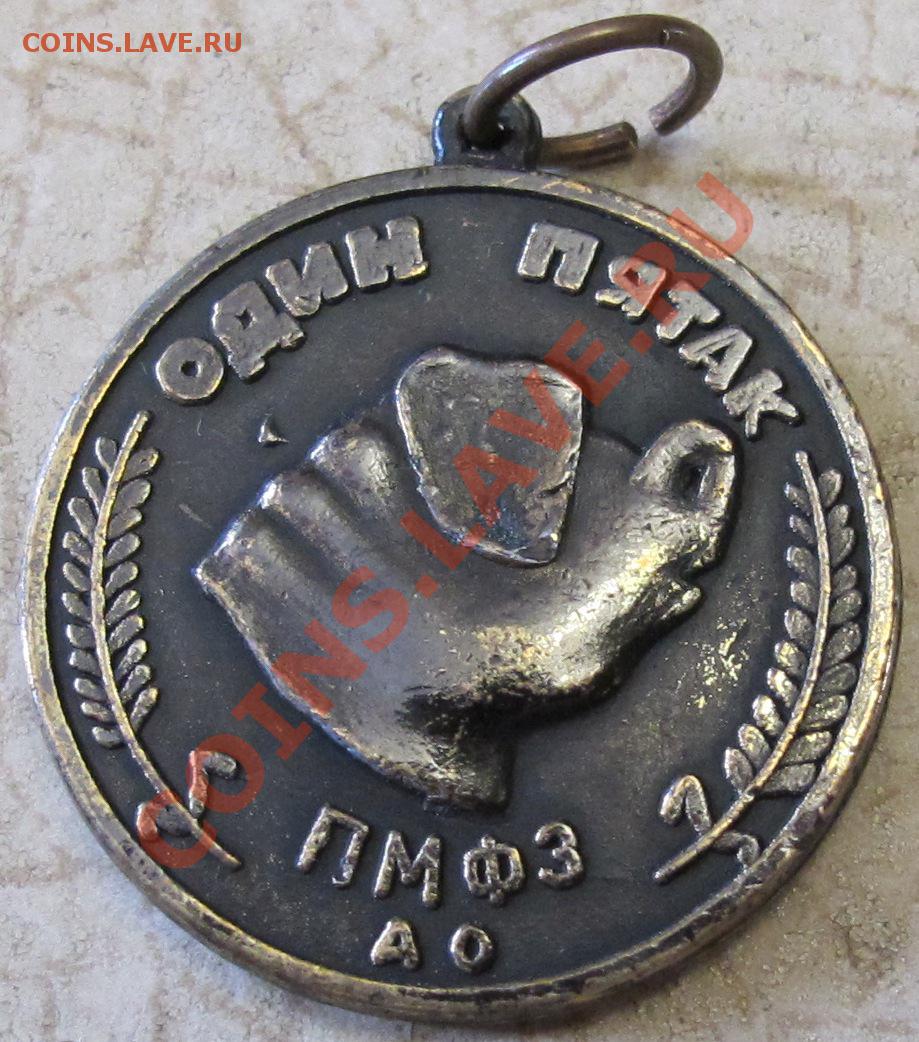 COINS.LAVE.RU
ОДИН ПЯТАК
COINS.LAVE.RU
ПМФЗ
АО